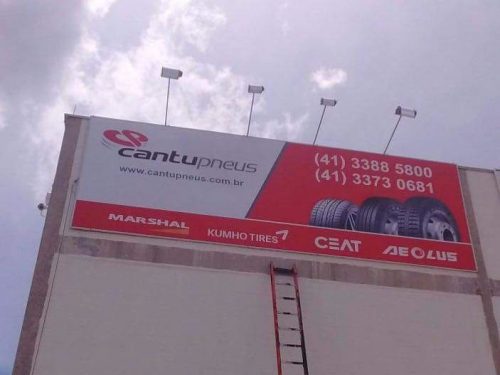 cantupneus
www.cantupneus.com.br
(41) 3388 5800
(41) 3373 0681
MARSHAL
KUMHO TIRES
CEAT
AEOLUS